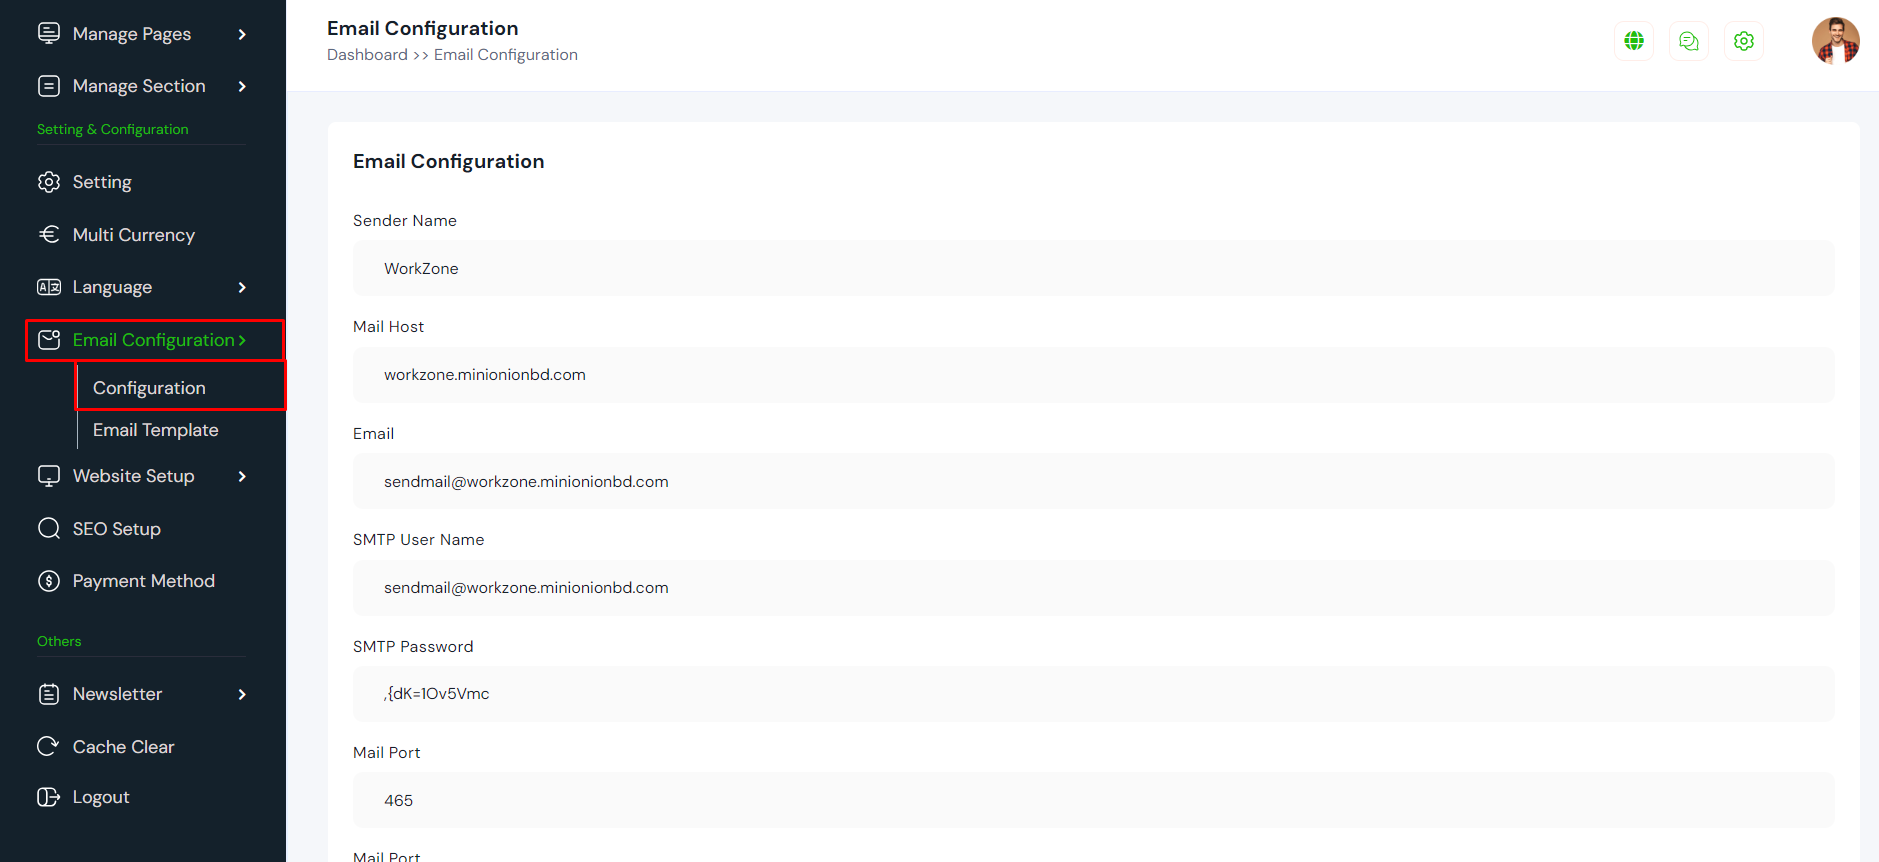 Manage Pages
Manage Section
Setting & Configuration
Setting
Multi Currency
Language
Email Configuration
Configuration
Email Template
Website Setup
SEO Setup
Payment Method
Others
Newsletter
Cache Clear
Logout
Email Configuration
Dashboard >> Email Configuration
Email Configuration
Sender Name
WorkZone
Mail Host
workzone.minionionbd.com
Email
sendmail@workzone.minionionbd.com
SMTP User Name
sendmail@workzone.minionionbd.com
SMTP Password
,{dK=1Ov5Vmc
Mail Port
465
Mail Port